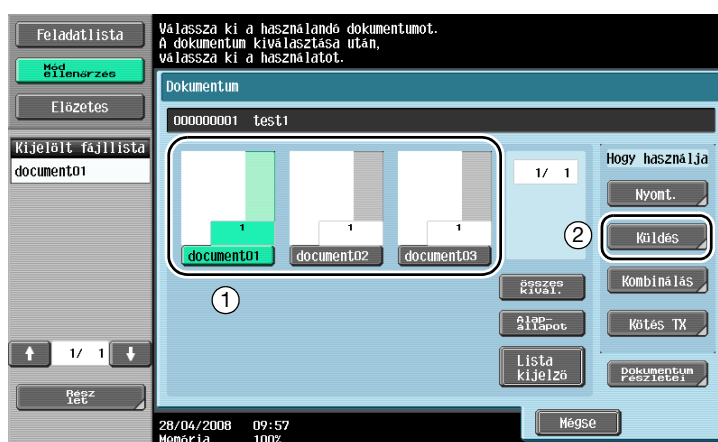 Feladatlista
Mód
ellenőrzés
Előzetes
Kijelölt fájllista
document01
1/ 1
Rész
let
Válassza ki a használandó dokumentumot.
A dokumentum kiválasztása után,
válassza ki a használatot.
Dokumentum
000000001 test1
1
document01
1
document02
1
document03
1
1/ 1
összes
kivál.
Alap-
állapot
Lista
kijelző
Hogy használja
Nyomt.
2
Küldés
Kombinálás
Kötés TX
Dokumentum
részletei
Mégse
28/04/2008 09:57
Memória 100%